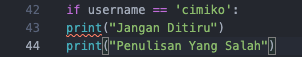 42 if username == 'cimiko':
43 print("Jangan Ditiru")
44 print("Penulisan Yang Salah")